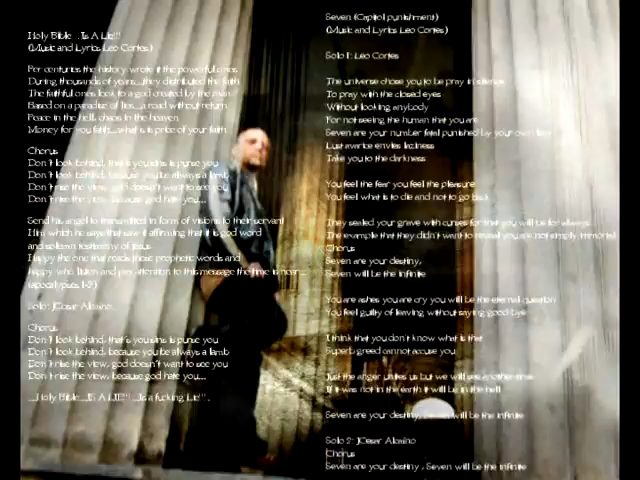 Holy Bible ...Is A Lie!!!
(Music and Lyrics Leo Cortes)
Per centuries the history wrote it the powerful ones
During thousands of years...they distributed the faith
The faithful ones look to a god created by the man
Based on a paradise of lies...a road without return
Peace in the hell, chaos in the heaven
Money for you faith...what is price of your faith
Chorus
Don't look behind, that's you sins is purse you
Don't look behind, because you be always a lamb
Don't rise the view, god doesn't want to see you
Don't rise the view, because god hate you...
Send his angel to transmitted in form of visions to their servant
which he says that saw it affirming that is god word
and solemn testimony of jesus
Happy the one that reads these prophetic words and
happy who listen and pay attention to this message the time is near...
(apocalypsis 1-3)
Solo: JCesar
Chorus
Don't look behind, that's you sins is purse you
Don't look behind, because you be always a lamb
Don't rise the view, god doesn't want to see you
Don't rise the view, because god hate you...
...Holy Bible...IS A LIE!!!...Is a fucking Lie!!!..
Seven (Capitol punishment)
(Music and Lyrics Leo Cortes)
Solo 1: Leo Cortes
The universe chose you to be pray in silence
To pray with the closed eyes
Without looking anybody
For not seeing the human that you are
Seven are your number fatal punished by your own
Lust avarice envies laziness
Take you to the darkness
You feel the fear you feel the pleasure
You feel what is to die and not to go back
They sealed your grave with curses for that you will be for always
The example that they didn't want to reveal you are not simply immortal
Chorus
Seven are your destiny,
Seven will be the infinite
You are ashes you are cry you will be the eternal question
You feel guilty of leaving without saying good-bye
I think that you don't know what is that
Superb greed cannot accuse you
Just the anger unites us but we will see another time
If it was not in the earth it will be in the hell
Seven are your destiny, Seven will be the infinite
Solo 2: JCesar
Chorus
Seven are your destiny , Seven will be the infinite